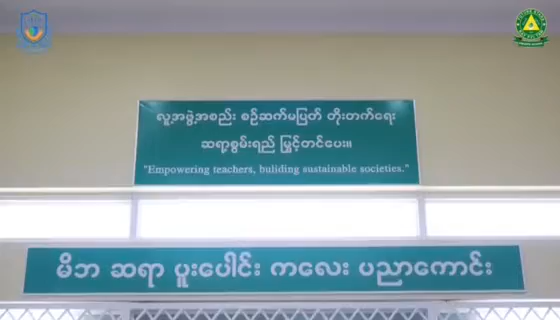 လူ့အဖွဲ့အစည်း စဉ်ဆက်မပြတ် တိုးတက်ရေး
ဆရာ့စွမ်းရည် မြှင့်တင်ပေး။
"Empowering teachers, buliding sustainable societies."
မိဘ ဆရာ ပူးပေါင်း ကလေး ပညာကောင်း